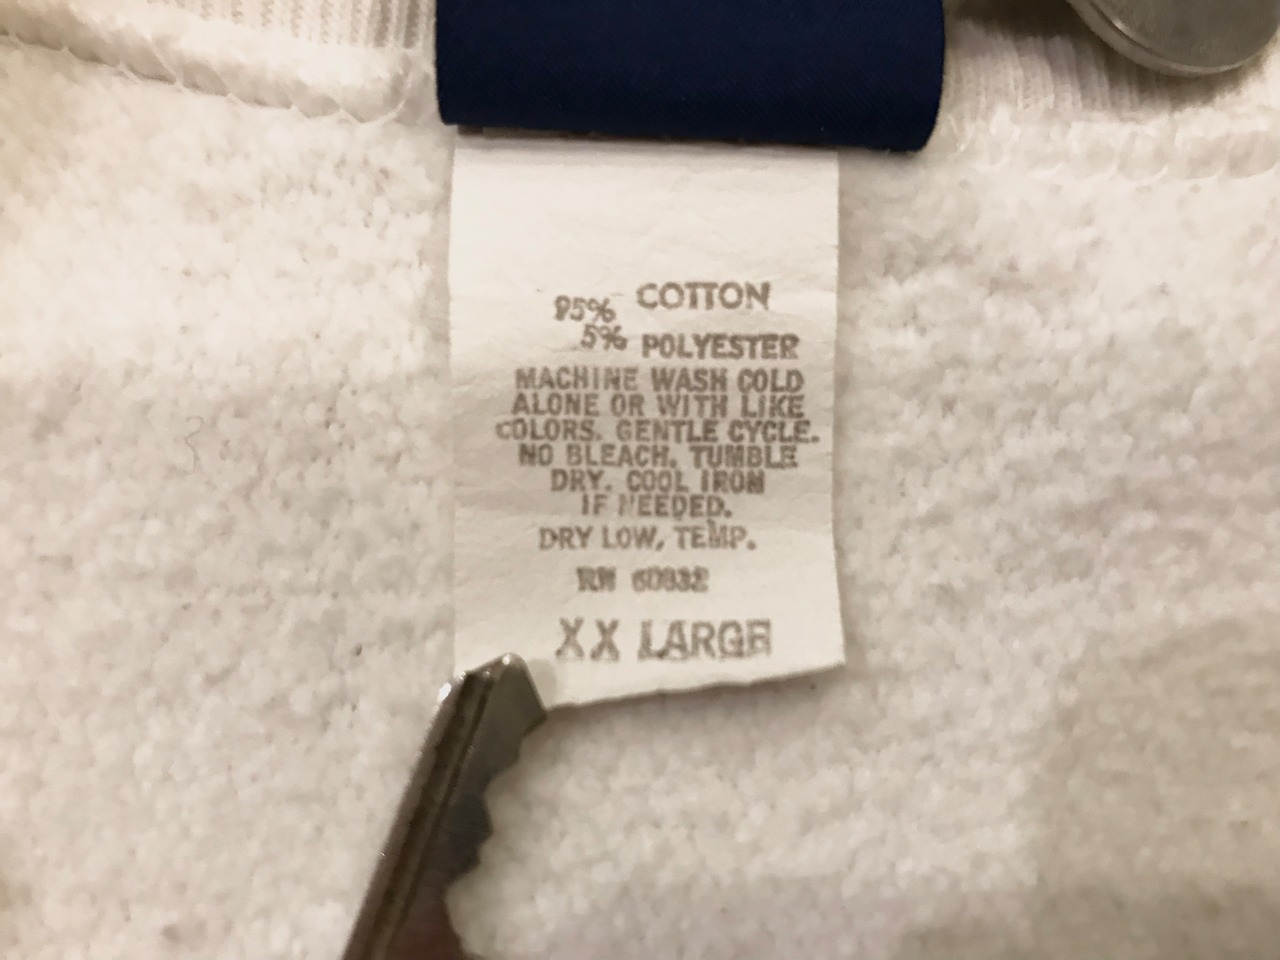 95% COTTON
5% POLYESTER
MACHINE WASH COLD
ALONE OR WITH LIKE
COLORS. GENTLE CYCLE.
NO BLEACH. TUMBLE
DRY. COOL IRON
IF NEEDED.
DRY LOW, TEMP.
RN
XX LARGE